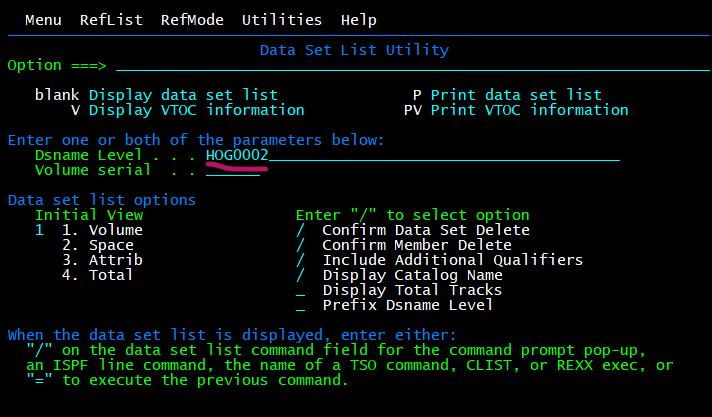 Menu RefList RefMode Utilities Help
Data Set List Utility
Option ===>
blank Display data set list P Print data set list
V Display VTOC information PV Print VTOC information
Enter one or both of the parameters below:
Dsname Level . . . HOG0002
Volume serial . .
Data set list options
Initial View Enter "/" to select option
1 1. Volume / Confirm Data Set Delete
2. Space / Confirm Member Delete
3. Attrib / Include Additional Qualifiers
4. Total / Display Catalog Name
_ Display Total Tracks
_ Prefix Dsname Level
When the data set list is displayed, enter either:
"/" on the data set list command field for the command prompt pop-up,
an ISPF line command, the name of a TSO command, CLIST, or REXX exec, or
"=" to execute the previous command.